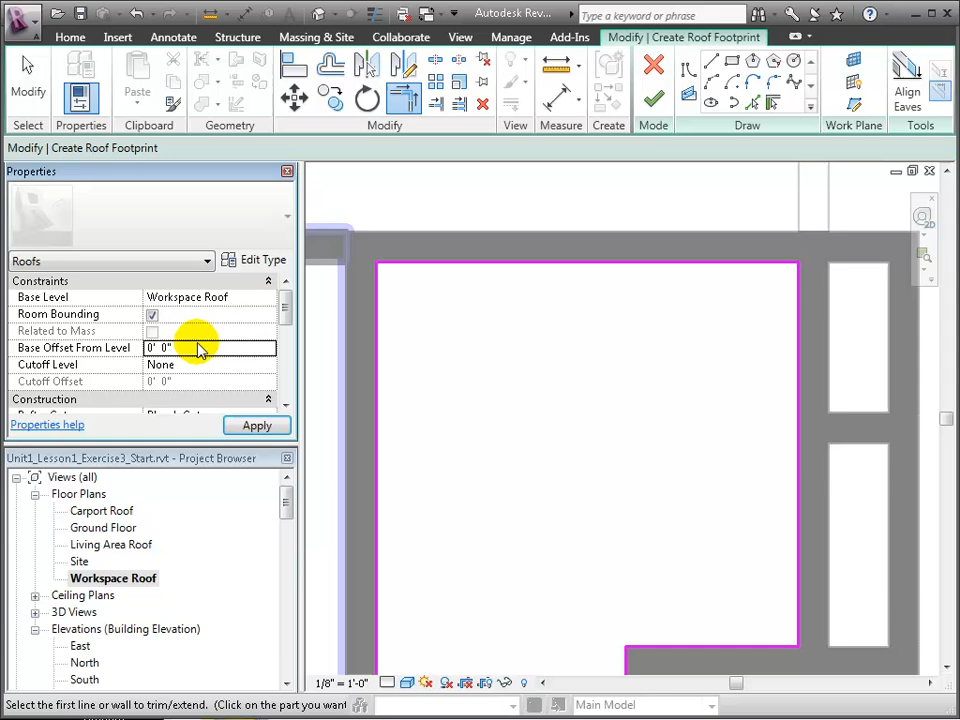 Autodesk Rev...
Type a keyword or phrase
Home Insert Annotate Structure Massing & Site Collaborate View Manage Add-Ins Modify | Create Roof Footprint
Modify Paste Align Eaves
Select Properties Clipboard Geometry Modify View Measure Create Mode Draw Work Plane Tools
Modify | Create Roof Footprint
Properties
Roofs Edit Type
Constraints
Base Level Workspace Roof
Room Bounding
Related to Mass
Base Offset From Level 0' 0"
Cutoff Level None
Cutoff Offset 0' 0"
Construction
Properties help Apply
Unit1_Lesson1_Exercise3_Start.rvt - Project Browser
Views (all)
Floor Plans
Carport Roof
Ground Floor
Living Area Roof
Site
Workspace Roof
Ceiling Plans
3D Views
Elevations (Building Elevation)
East
North
South
2D
1/8" = 1'-0"
Select the first line or wall to trim/extend. (Click on the part you want
Main Model